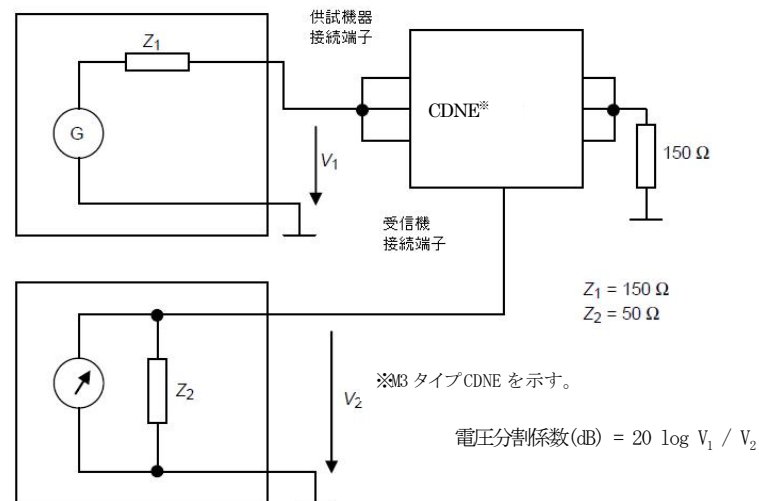 供試機器
接続端子
Z1
G
V1
CDNE※
150 Ω
受信機
接続端子
Z1 = 150 Ω
Z2 = 50 Ω
Z2
V2
※M3 タイプ CDNE を示す。
電圧分割係数(dB) = 20 log V1 / V2